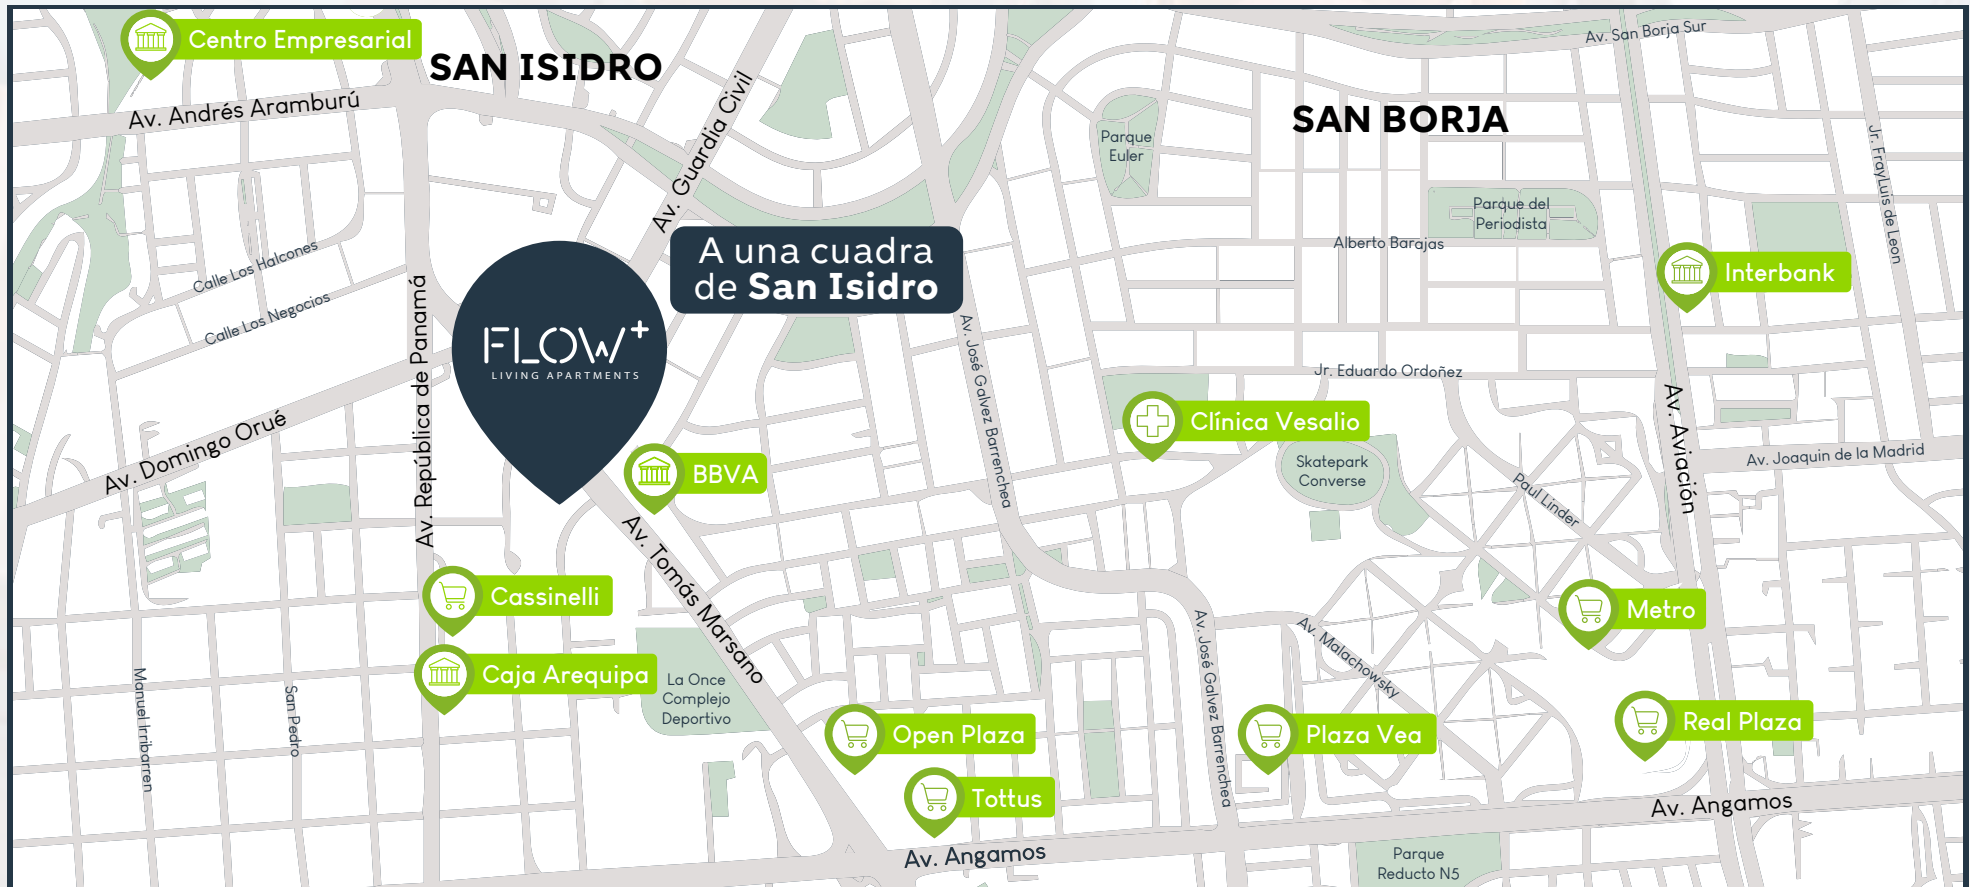 Centro Empresarial
SAN ISIDRO
Av. San Borja Sur
Av. Andrés Aramburú
Av. Guardia Civil
SAN BORJA
Parque
Euler
Jr. FrayLuis de Leon
Parque del
Periodista
Alberto Barajas
A una cuadra
de San Isidro
Calle Los Halcones
Calle Los Negocios
Interbank
FLOW+
LIVING APARTMENTS
Av. República de Panamá
Av. José Galvez Barrenchea
Jr. Eduardo Ordoñez
Av. Domingo Orué
Clínica Vesalio
Av. Aviación
Av. Joaquin de la Madrid
BBVA
Skatepark
Converse
Paul Linder
Av. Tomás Marsano
Cassinelli
Metro
Av. José Galvez Barrenchea
Av. Malachowsky
Caja Arequipa
La Once
Complejo
Deportivo
Manuel Irribarren
San Pedro
Open Plaza
Plaza Vea
Real Plaza
Tottus
Av. Angamos
Av. Angamos
Parque
Reducto N5